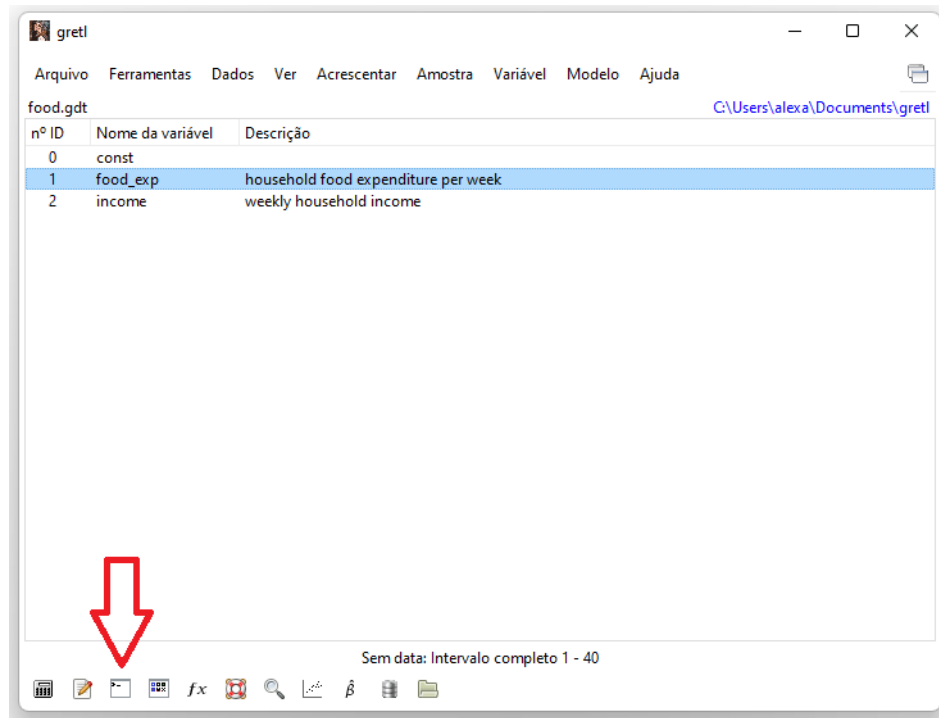 gretl
Arquivo Ferramentas Dados Ver Acrescentar Amostra Variável Modelo Ajuda
food.gdt C:\Users\alexa\Documents\gretl
nº ID Nome da variável Descrição
0 const
1 food_exp household food expenditure per week
2 income weekly household income
Sem data: Intervalo completo 1 - 40
fx β̂